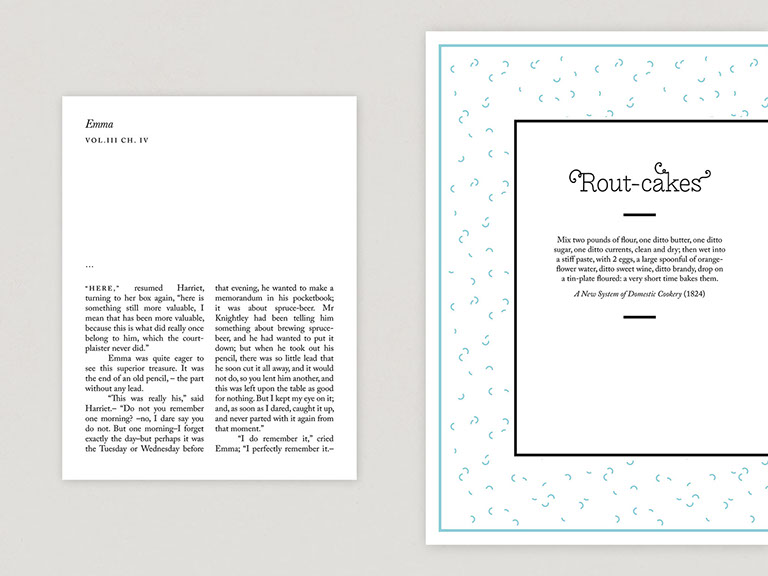 Emma
VOL.III CH. IV
...
"HERE," resumed Harriet,
turning to her box again, "here is
something still more valuable, I
mean that has been more valuable,
because this is what did really once
belong to him, which the court-
plaister never did."
Emma was quite eager to
see this superior treasure. It was
the end of an old pencil, – the part
without any lead.
"This was really his," said
Harriet.– "Do not you remember
one morning? –no, I dare say you
do not. But one morning–I forget
exactly the day–but perhaps it was
the Tuesday or Wednesday before
that evening, he wanted to make a
memorandum in his pocketbook;
it was about spruce-beer. Mr
Knightley had been telling him
something about brewing spruce-
beer, and he had wanted to put it
down; but when he took out his
pencil, there was so little lead that
he soon cut it all away, and it would
not do, so you lent him another, and
this was left upon the table as good
for nothing. But I kept my eye on it;
and, as soon as I dared, caught it up,
and never parted with it again from
that moment."
"I do remember it," cried
Emma; "I perfectly remember it.–
Rout-cakes
Mix two pounds of flour, one ditto butter, one ditto
sugar, one ditto currants, clean and dry; then wet into
a stiff paste, with 2 eggs, a large spoonful of orange-
flower water, ditto sweet wine, ditto brandy, drop on
a tin-plate floured: a very short time bakes them.
A New System of Domestic Cookery (1824)